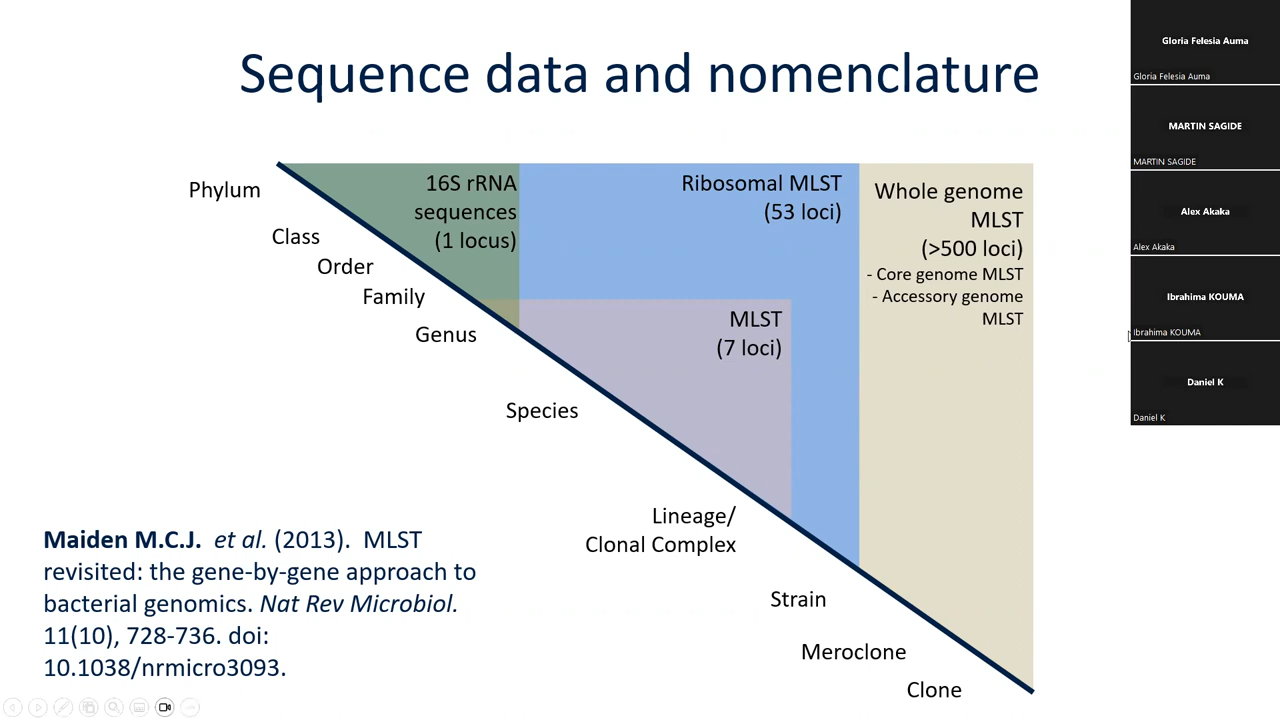 Sequence data and nomenclature
Phylum
Class
Order
Family
Genus
Species
Lineage/
Clonal Complex
Strain
Meroclone
Clone
16S rRNA
sequences
(1 locus)
Ribosomal MLST
(53 loci)
MLST
(7 loci)
Whole genome
MLST
(>500 loci)
- Core genome MLST
- Accessory genome
MLST
Maiden M.C.J. et al. (2013). MLST
revisited: the gene-by-gene approach to
bacterial genomics. Nat Rev Microbiol.
11(10), 728-736. doi:
10.1038/nrmicro3093.
Gloria Felesia Auma
Gloria Felesia Auma
MARTIN SAGIDE
MARTIN SAGIDE
Alex Akaka
Alex Akaka
Ibrahima KOUMA
Ibrahima KOUMA
Daniel K
Daniel K